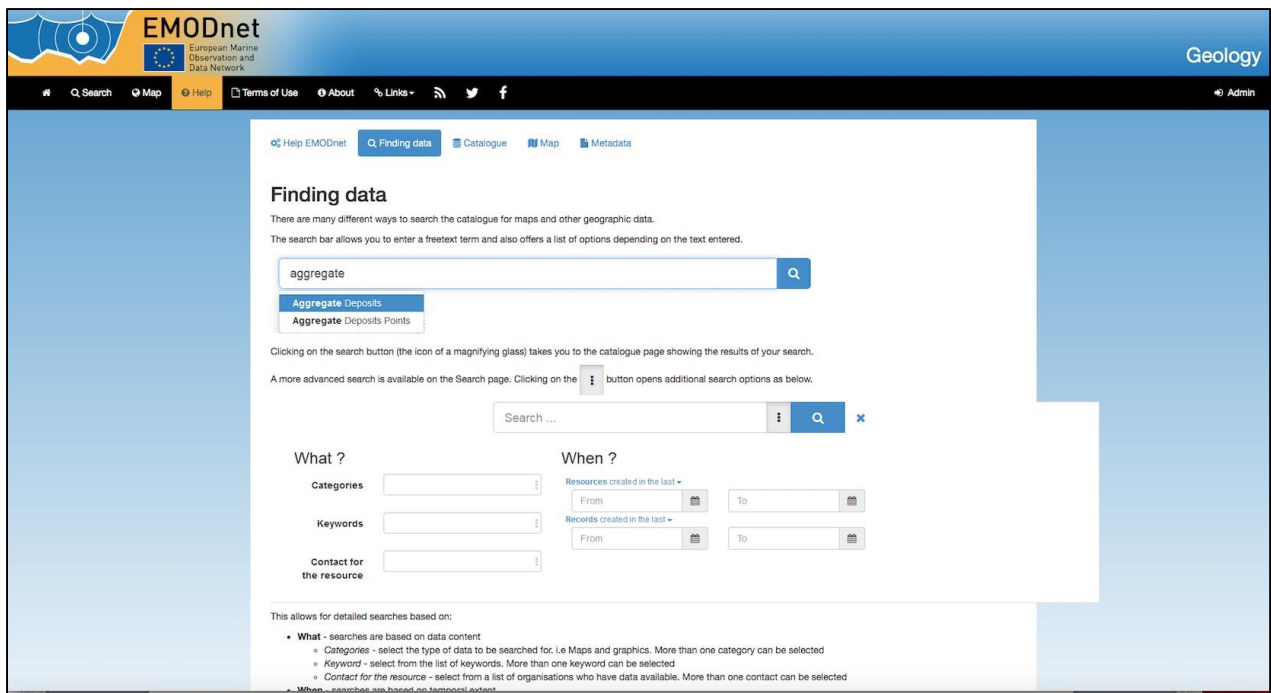 EMODnet
European Marine
Observation and
Data Network
Geology
Search Map Help Terms of Use About Links Admin
Help EMODnet Finding data Catalogue Map Metadata
Finding data
There are many different ways to search the catalogue for maps and other geographic data.
The search bar allows you to enter a freetext term and also offers a list of options depending on the text entered.
aggregate
Aggregate Deposits
Aggregate Deposits Points
Clicking on the search button (the icon of a magnifying glass) takes you to the catalogue page showing the results of your search.
A more advanced search is available on the Search page. Clicking on the button opens additional search options as below.
Search ...
What ? When ?
Categories Resources created in the last
From To
Keywords Records created in the last
From To
Contact for
the resource
This allows for detailed searches based on:
• What - searches are based on data content
◦ Categories - select the type of data to be searched for. i.e Maps and graphics. More than one category can be selected
◦ Keyword - select from the list of keywords. More than one keyword can be selected
◦ Contact for the resource - select from a list of organisations who have data available. More than one contact can be selected
• When - searches are based on temporal extent